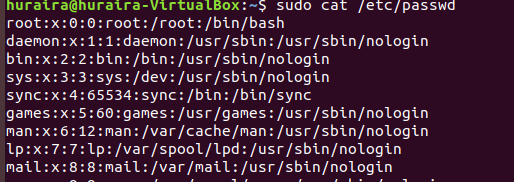 huraira@huraira-VirtualBox:~$ sudo cat /etc/passwd
root:x:0:0:root:/root:/bin/bash
daemon:x:1:1:daemon:/usr/sbin:/usr/sbin/nologin
bin:x:2:2:bin:/bin:/usr/sbin/nologin
sys:x:3:3:sys:/dev:/usr/sbin/nologin
sync:x:4:65534:sync:/bin:/bin/sync
games:x:5:60:games:/usr/games:/usr/sbin/nologin
man:x:6:12:man:/var/cache/man:/usr/sbin/nologin
lp:x:7:7:lp:/var/spool/lpd:/usr/sbin/nologin
mail:x:8:8:mail:/var/mail:/usr/sbin/nologin